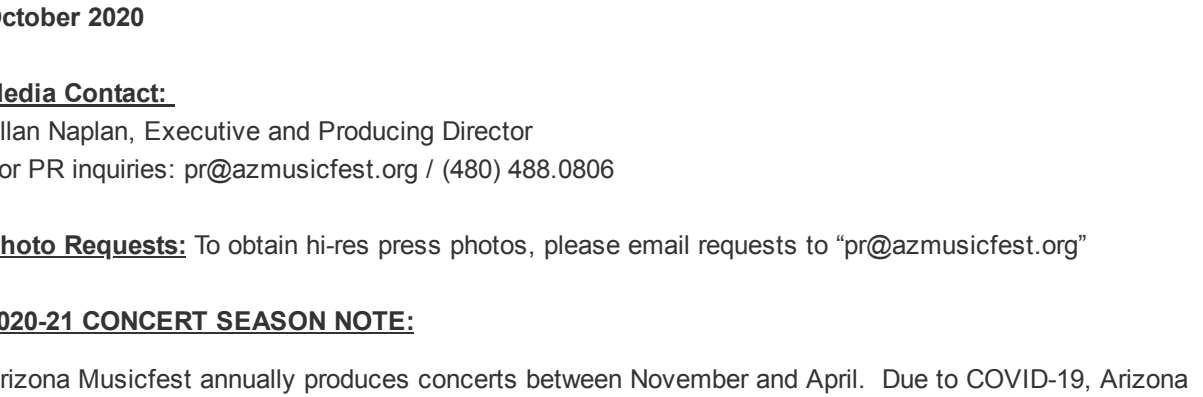 ctober 2020
edia Contact:
llan Naplan, Executive and Producing Director
or PR inquiries: pr@azmusicfest.org / (480) 488.0806
hoto Requests: To obtain hi-res press photos, please email requests to “pr@azmusicfest.org”
020-21 CONCERT SEASON NOTE:
rizona Musicfest annually produces concerts between November and April.  Due to COVID-19, Arizona